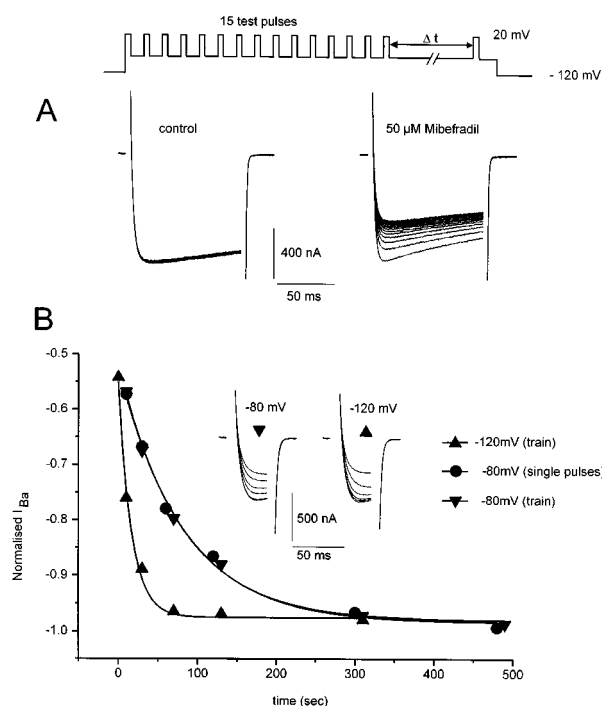 15 test pulses
Δ t
20 mV
- 120 mV
A
control
50 µM Mibefradil
400 nA
50 ms
B
-0.5
-0.6
-0.7
-0.8
-0.9
-1.0
Normalised I Ba
-80 mV
-120 mV
500 nA
50 ms
-120mV (train)
-80mV (single pulses)
-80mV (train)
0
100
200
300
400
500
time (sec)